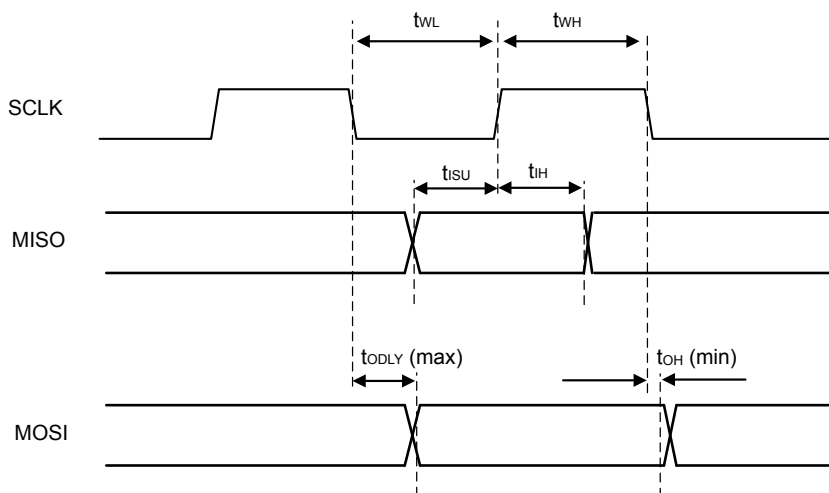 tWL
tWH
SCLK
tISU
tIH
MISO
tODLY (max)
tOH (min)
MOSI